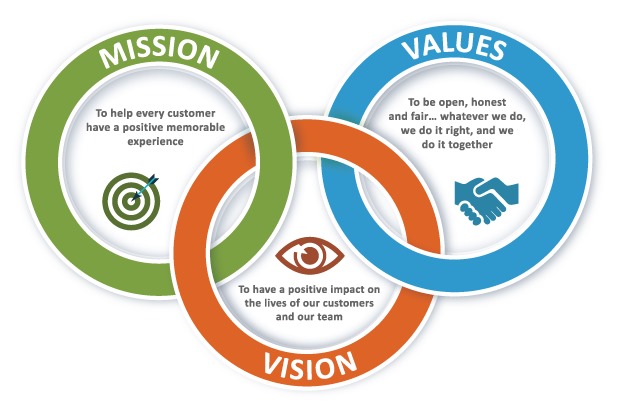 MISSION
To help every customer
have a positive memorable
experience
VALUES
To be open, honest
and fair... whatever we do,
we do it right, and we
do it together
To have a positive impact on
the lives of our customers
and our team
VISION